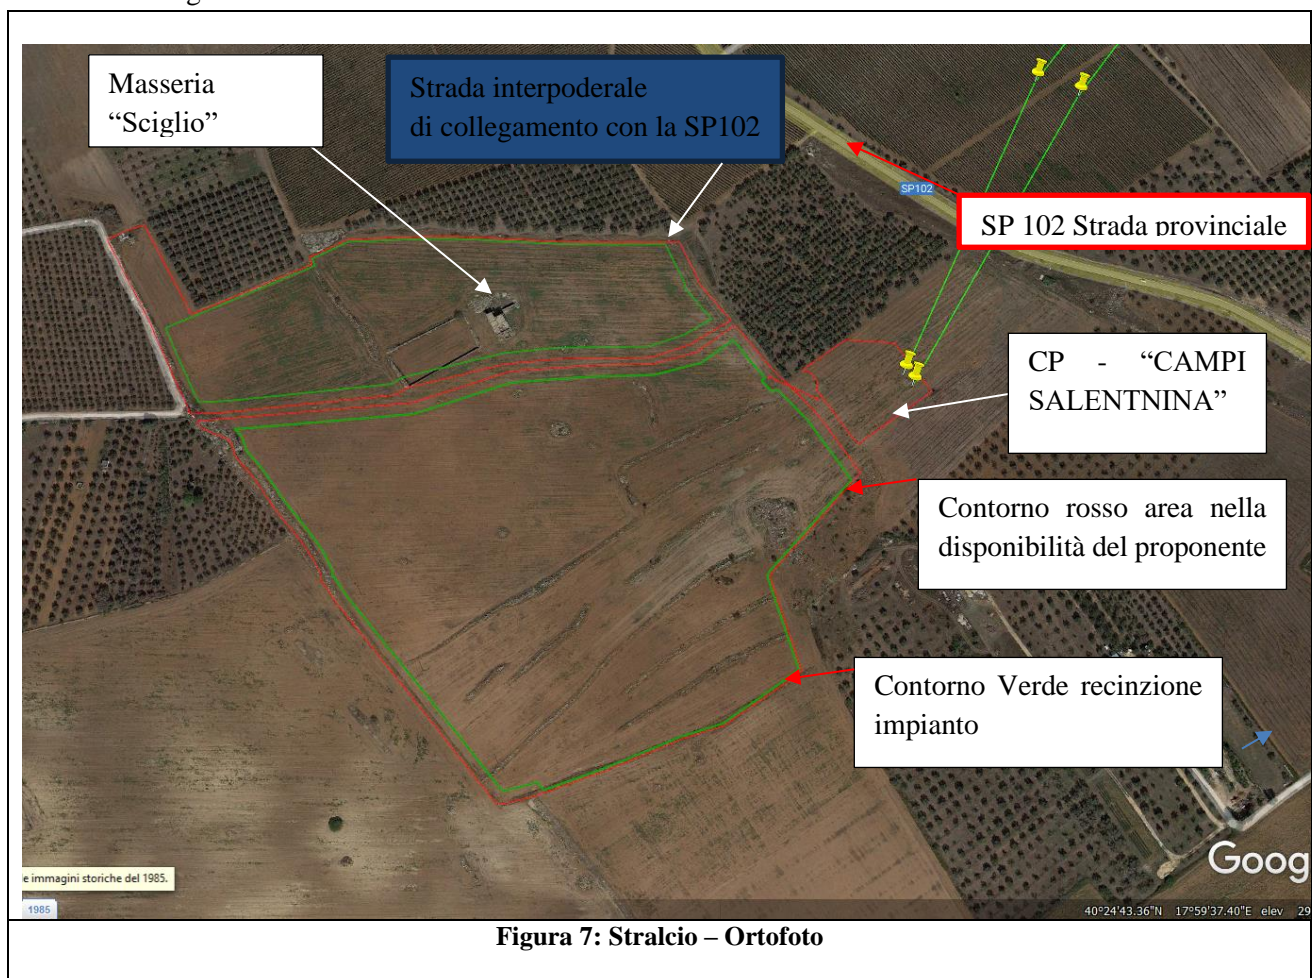 Masseria
“Sciglio”
Strada interpoderale
di collegamento con la SP102
SP102
SP 102 Strada provinciale
CP - “CAMPI
SALENTNINA”
Contorno rosso area nella
disponibilità del proponente
Contorno Verde recinzione
impianto
Goog
e immagini storiche del 1985.
1985
40°24'43.36"N 17°59'37.40"E elev 29
Figura 7: Stralcio – Ortofoto